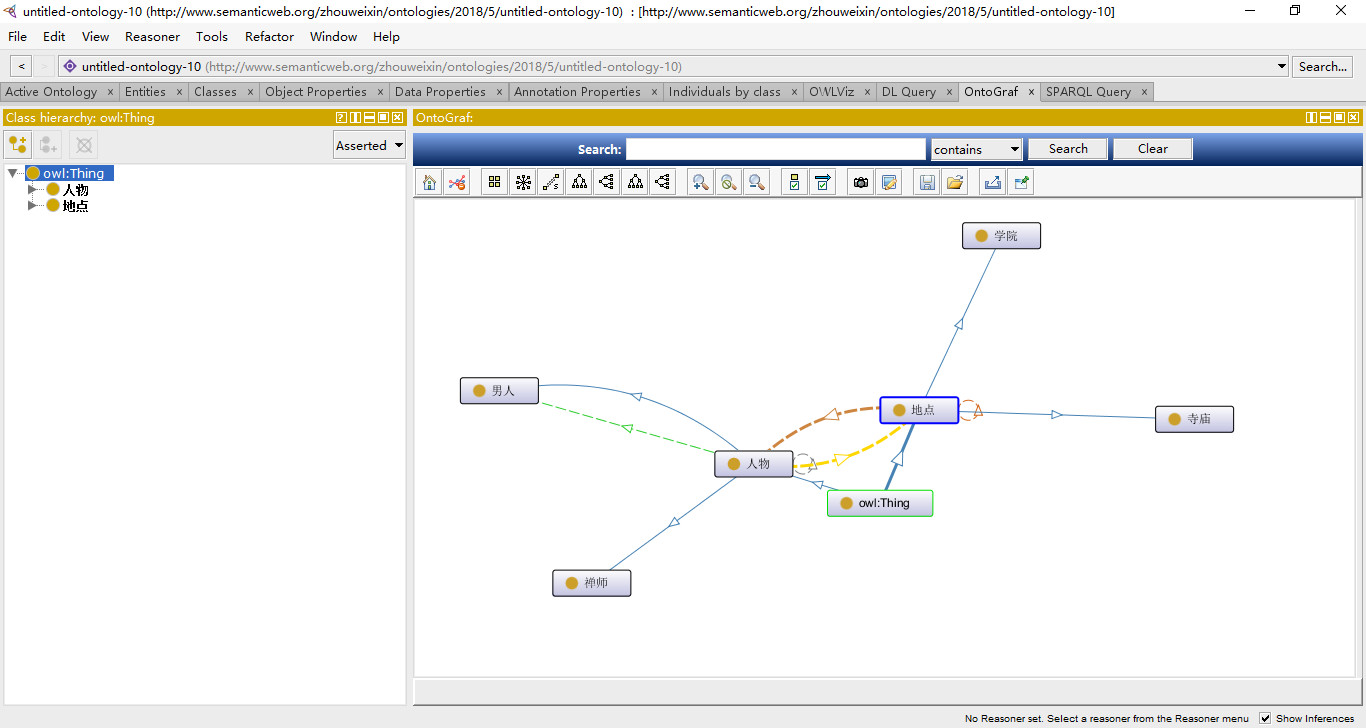 untitled-ontology-10 (http://www.semanticweb.org/zhouweixin/ontologies/2018/5/untitled-ontology-10) : [http://www.semanticweb.org/zhouweixin/ontologies/2018/5/untitled-ontology-10]
File Edit View Reasoner Tools Refactor Window Help
< > untitled-ontology-10 (http://www.semanticweb.org/zhouweixin/ontologies/2018/5/untitled-ontology-10) Search...
Active Ontology × Entities × Classes × Object Properties × Data Properties × Annotation Properties × Individuals by class × OWLViz × DL Query × OntoGraf × SPARQL Query ×
Class hierarchy: owl:Thing
Asserted
owl:Thing
人物
地点
OntoGraf:
Search: contains Search Clear
学院
男人
地点
寺庙
人物
owl:Thing
禅师
No Reasoner set. Select a reasoner from the Reasoner menu Show Inferences